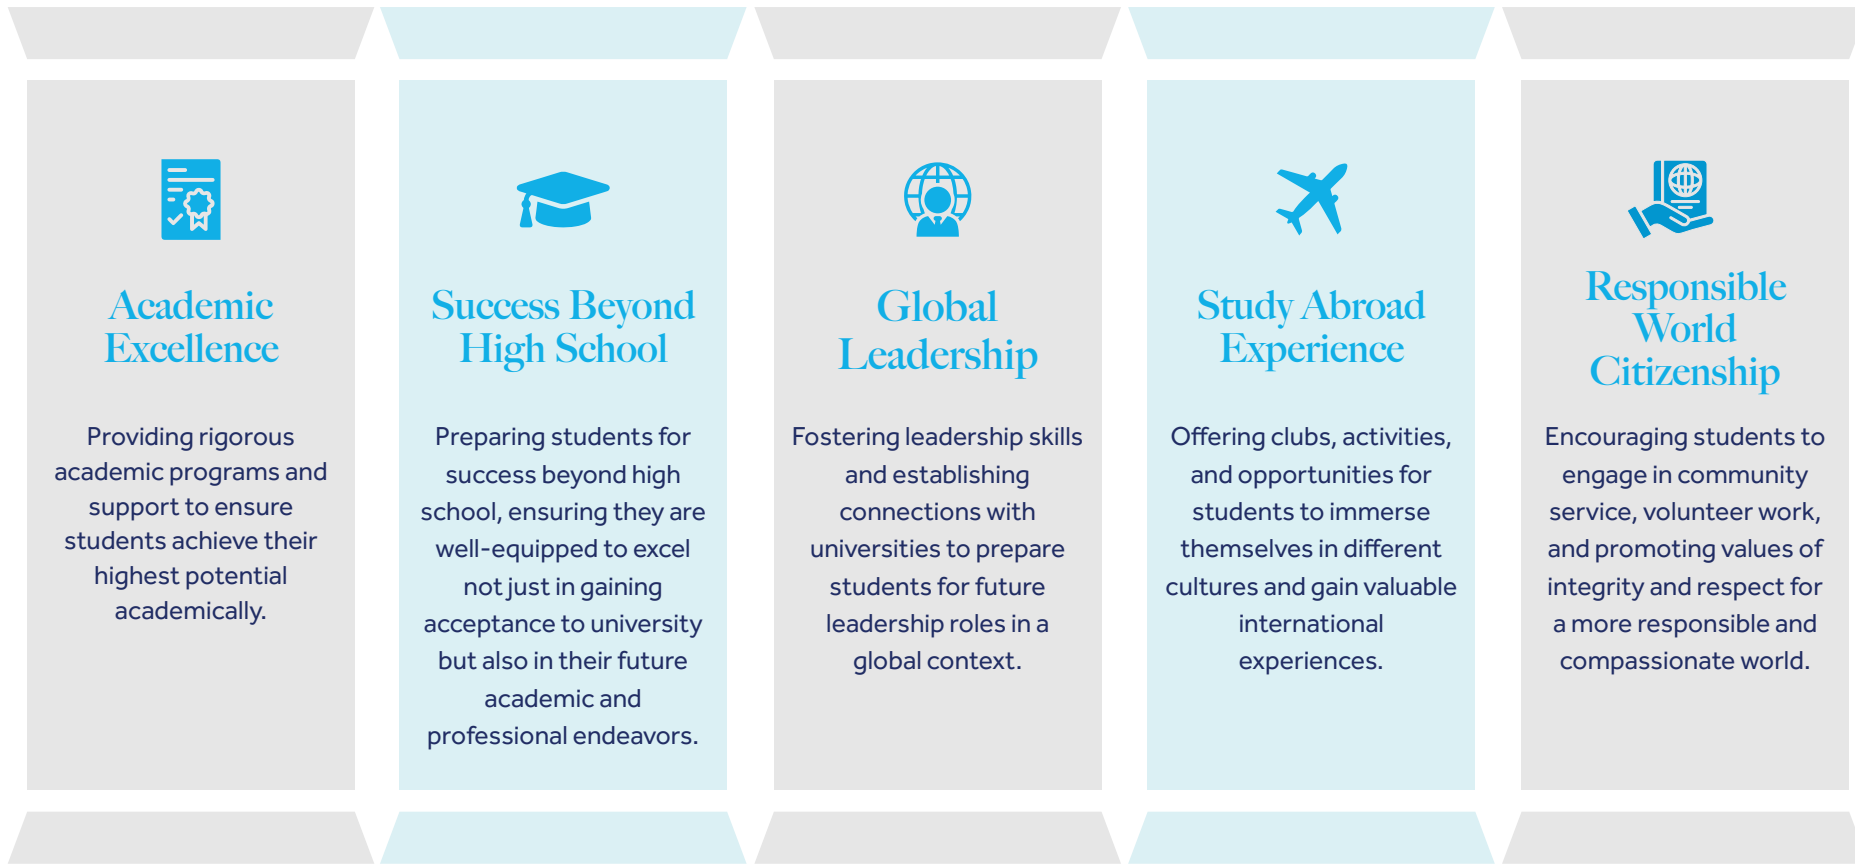 Academic
Excellence
Providing rigorous
academic programs and
support to ensure
students achieve their
highest potential
academically.
Success Beyond
High School
Preparing students for
success beyond high
school, ensuring they are
well-equipped to excel
not just in gaining
acceptance to university
but also in their future
academic and
professional endeavors.
Global
Leadership
Fostering leadership skills
and establishing
connections with
universities to prepare
students for future
leadership roles in a
global context.
Study Abroad
Experience
Offering clubs, activities,
and opportunities for
students to immerse
themselves in different
cultures and gain valuable
international
experiences.
Responsible
World
Citizenship
Encouraging students to
engage in community
service, volunteer work,
and promoting values of
integrity and respect for
a more responsible and
compassionate world.